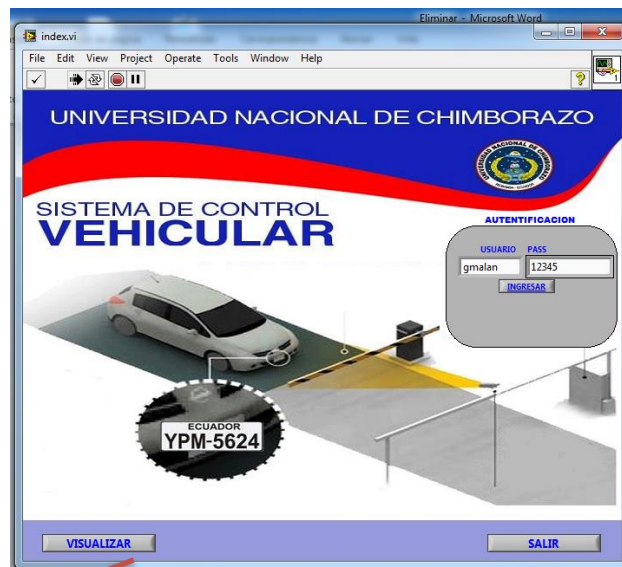 Eliminar - Microsoft Word
index.vi
File Edit View Project Operate Tools Window Help
UNIVERSIDAD NACIONAL DE CHIMBORAZO
SISTEMA DE CONTROL
VEHICULAR
AUTENTIFICACION
USUARIO PASS
gmalan 12345
INGRESAR
ECUADOR
YPM-5624
VISUALIZAR SALIR